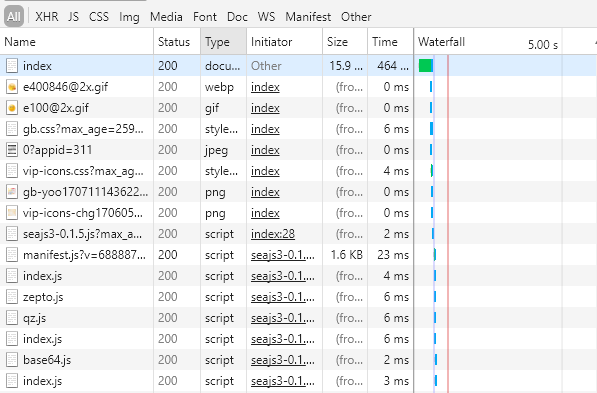 All XHR JS CSS Img Media Font Doc WS Manifest Other
Name Status Type Initiator Size Time Waterfall 5.00 s
index 200 docu... Other 15.9 ... 464 ...
e400846@2x.gif 200 webp index (fro... 0 ms
e100@2x.gif 200 gif index (fro... 0 ms
gb.css?max_age=259... 200 style... index (fro... 6 ms
0?appid=311 200 jpeg index (fro... 0 ms
vip-icons.css?max_ag... 200 style... index (fro... 4 ms
gb-yoo170711143622... 200 png index (fro... 0 ms
vip-icons-chg170605... 200 png index (fro... 0 ms
seajs3-0.1.5.js?max_a... 200 script index:28 (fro... 2 ms
manifest.js?v=688887... 200 script seajs3-0.1.... 1.6 KB 23 ms
index.js 200 script seajs3-0.1.... (fro... 4 ms
zepto.js 200 script seajs3-0.1.... (fro... 6 ms
qz.js 200 script seajs3-0.1.... (fro... 6 ms
index.js 200 script seajs3-0.1.... (fro... 6 ms
base64.js 200 script seajs3-0.1.... (fro... 2 ms
index.js 200 script seajs3-0.1.... (fro... 3 ms